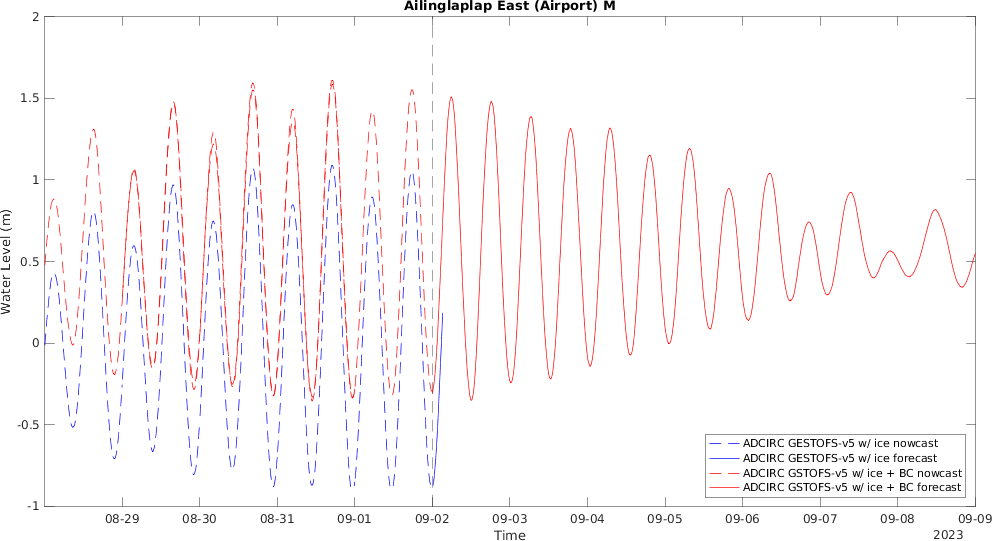 Ailinglaplap East (Airport) M
2
1.5
1
0.5
0
-0.5
-1
Water Level (m)
ADCIRC GESTOFS-v5 w/ ice nowcast
ADCIRC GESTOFS-v5 w/ ice forecast
ADCIRC GSTOFS-v5 w/ ice + BC nowcast
ADCIRC GSTOFS-v5 w/ ice + BC forecast
08-29 08-30 08-31 09-01 09-02 09-03 09-04 09-05 09-06 09-07 09-08 09-09
Time
2023